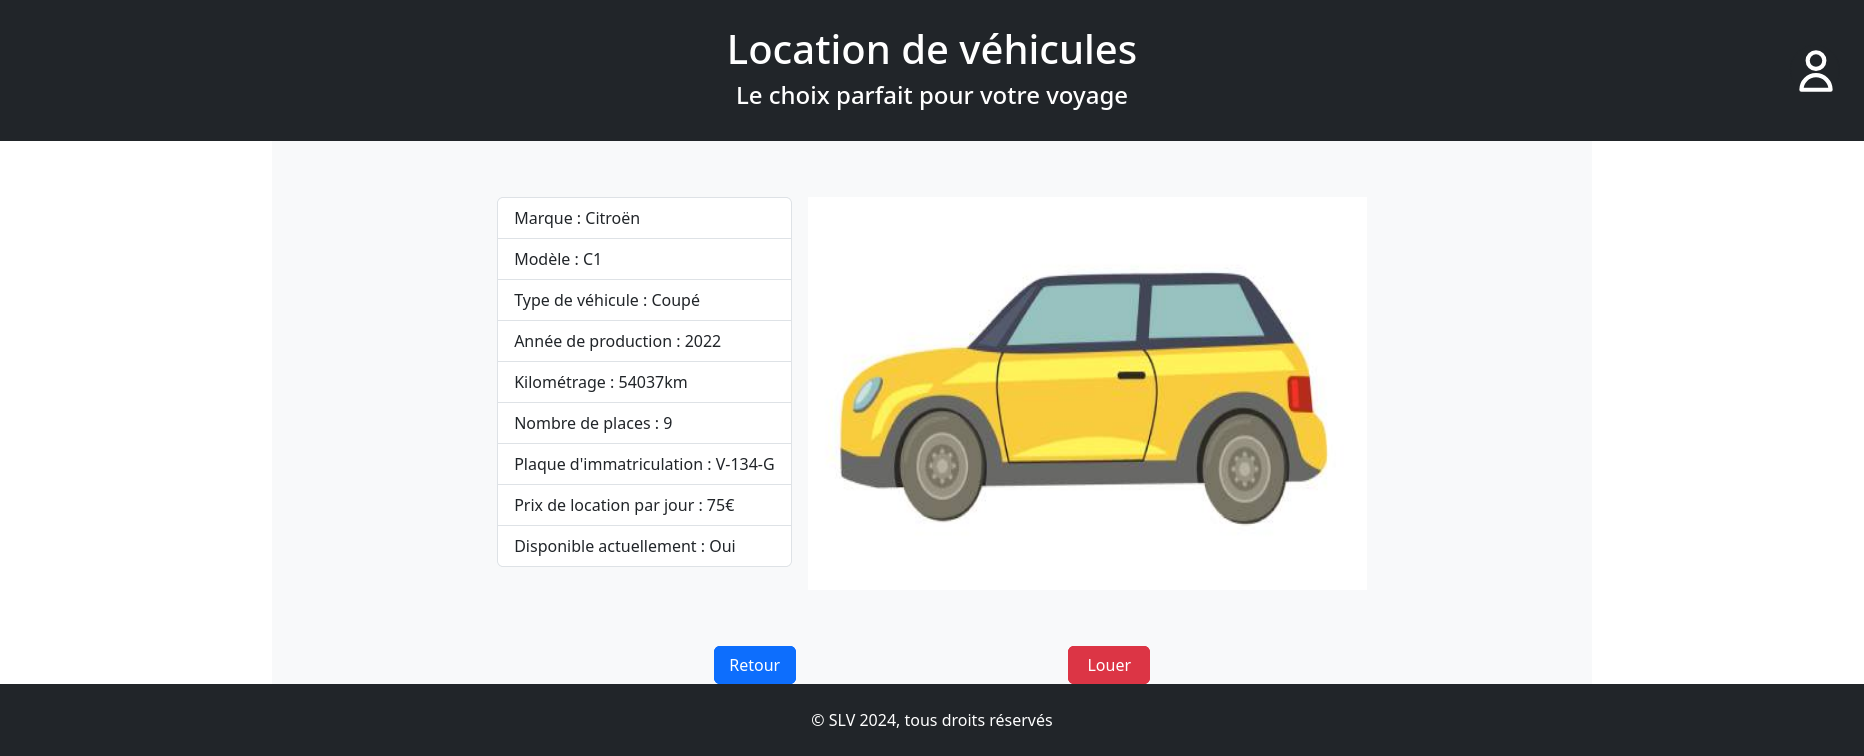 Location de véhicules
Le choix parfait pour votre voyage
Marque : Citroën
Modèle : C1
Type de véhicule : Coupé
Année de production : 2022
Kilométrage : 54037km
Nombre de places : 9
Plaque d'immatriculation : V-134-G
Prix de location par jour : 75€
Disponible actuellement : Oui
Retour
Louer
© SLV 2024, tous droits réservés